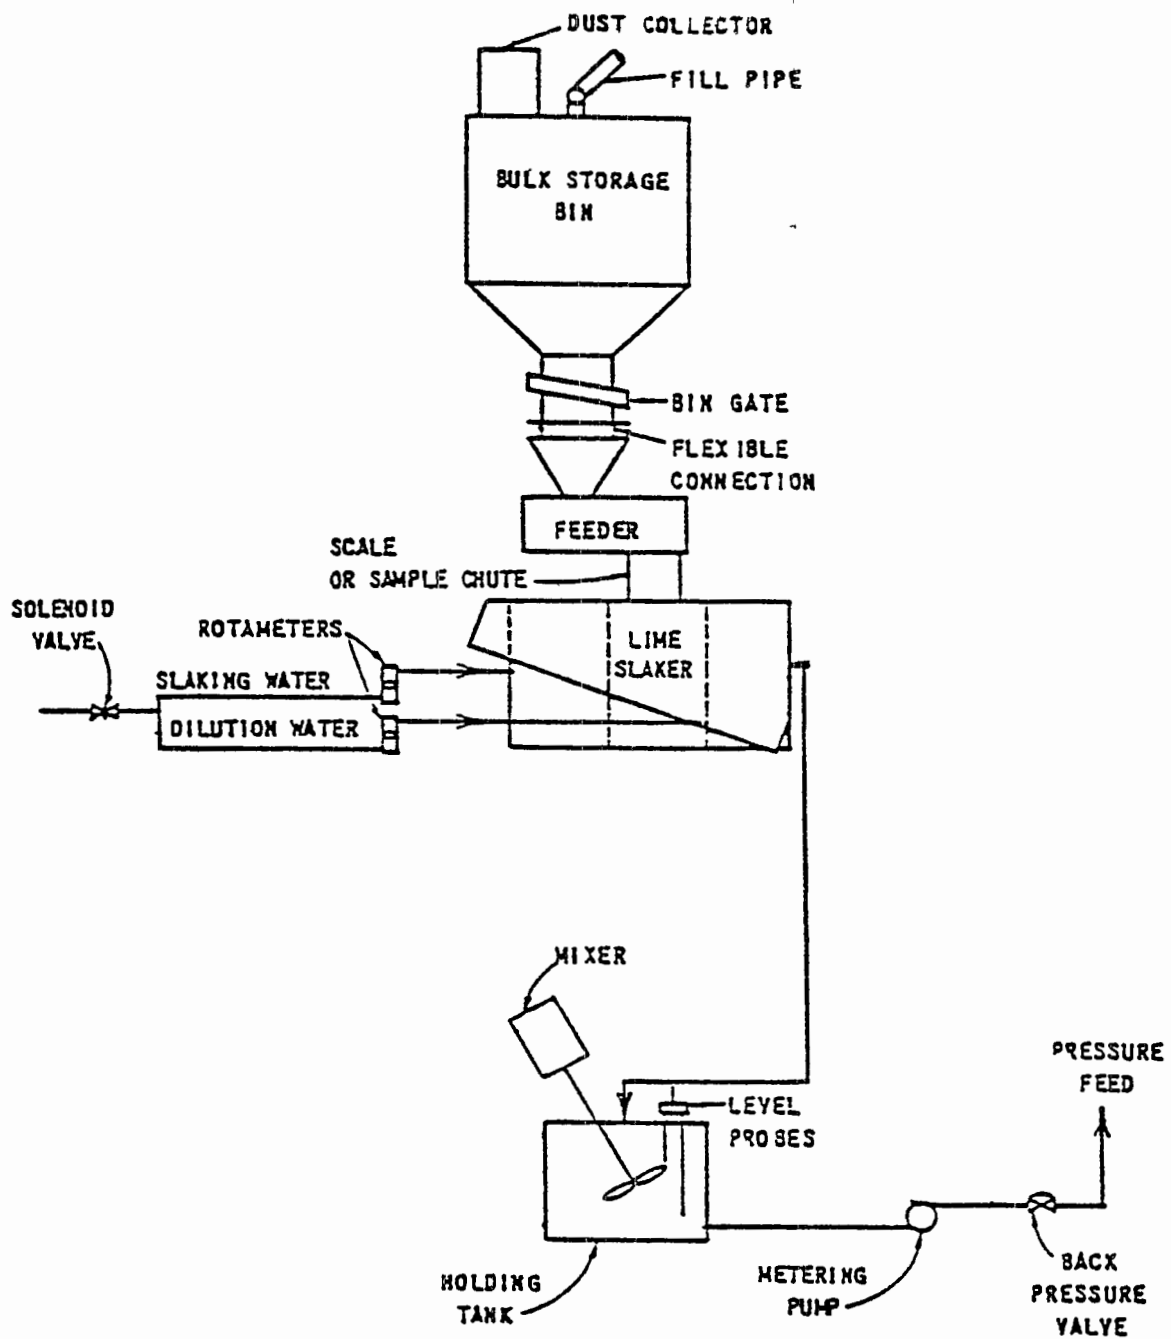 DUST COLLECTOR
FILL PIPE
BULK STORAGE
BIN
BIN GATE
FLEXIBLE
CONNECTION
FEEDER
SCALE
OR SAMPLE CHUTE
SOLENOID
VALVE
ROTAMETERS
LIME
SLAKER
SLAKING WATER
DILUTION WATER
MIXER
PRESSURE
FEED
LEVEL
PROBES
HOLDING
TANK
METERING
PUMP
BACK
PRESSURE
VALVE